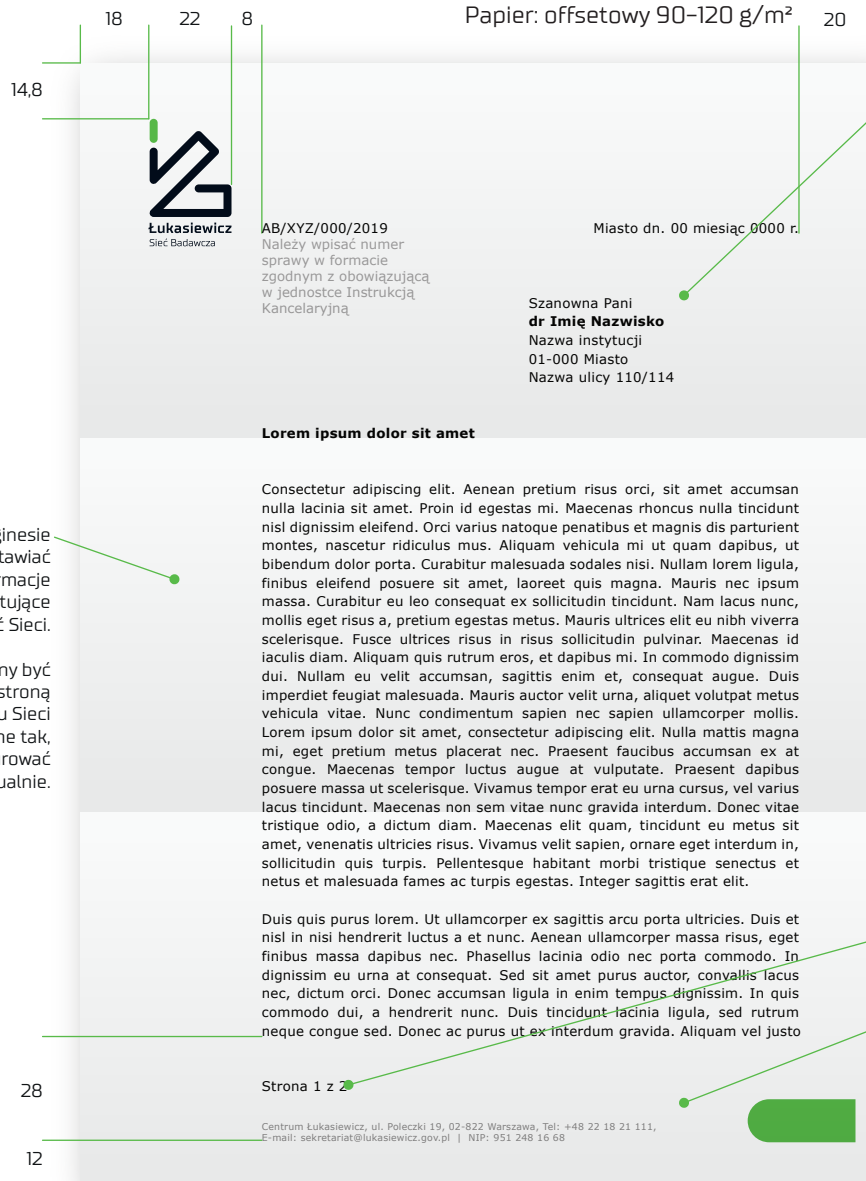 Papier: offsetowy 90–120 g/m²
18 22 8 20
14,8
Łukasiewicz
Sieć Badawcza
AB/XYZ/000/2019
Należy wpisać numer
sprawy w formacie
zgodnym z obowiązującą
w jednostce Instrukcją
Kancelaryjną
Miasto dn. 00 miesiąc 0000 r.
Szanowna Pani
dr Imię Nazwisko
Nazwa instytucji
01-000 Miasto
Nazwa ulicy 110/114
Lorem ipsum dolor sit amet
Consectetur adipiscing elit. Aenean pretium risus orci, sit amet accumsan
nulla lacinia sit amet. Proin id egestas mi. Maecenas rhoncus nulla tincidunt
nisl dignissim eleifend. Orci varius natoque penatibus et magnis dis parturient
montes, nascetur ridiculus mus. Aliquam vehicula mi ut quam dapibus, ut
bibendum dolor porta. Curabitur malesuada sodales nisi. Nullam lorem ligula,
finibus eleifend posuere sit amet, laoreet quis magna. Mauris nec ipsum
massa. Curabitur eu leo consequat ex sollicitudin tincidunt. Nam lacus nunc,
mollis eget risus a, pretium egestas metus. Mauris ultrices elit eu nibh viverra
scelerisque. Fusce ultrices risus in risus sollicitudin pulvinar. Maecenas id
iaculis diam. Aliquam quis rutrum eros, et dapibus mi. In commodo dignissim
dui. Nullam eu velit accumsan, sagittis enim et, consequat augue. Duis
imperdiet feugiat malesuada. Mauris auctor velit urna, aliquet volutpat metus
vehicula vitae. Nunc condimentum sapien nec sapien ullamcorper mollis.
Lorem ipsum dolor sit amet, consectetur adipiscing elit. Nulla mattis magna
mi, eget pretium metus placerat nec. Praesent faucibus accumsan ex at
congue. Maecenas tempor luctus augue at vulputate. Praesent dapibus
posuere massa ut scelerisque. Vivamus tempor erat eu urna cursus, vel varius
lacus tincidunt. Maecenas non sem vitae nunc gravida interdum. Donec vitae
tristique odio, a dictum diam. Maecenas elit quam, tincidunt eu metus sit
amet, venenatis ultricies risus. Vivamus velit sapien, ornare eget interdum in,
sollicitudin quis turpis. Pellentesque habitant morbi tristique senectus et
netus et malesuada fames ac turpis egestas. Integer sagittis erat elit.
Duis quis purus lorem. Ut ullamcorper ex sagittis arcu porta ultricies. Duis et
nisl in nisi hendrerit luctus a et nunc. Aenean ullamcorper massa risus, eget
finibus massa dapibus nec. Phasellus lacinia odio nec porta commodo. In
dignissim eu urna at consequat. Sed sit amet purus auctor, convallis lacus
nec, dictum orci. Donec accumsan ligula in enim tempus dignissim. In quis
commodo dui, a hendrerit nunc. Duis tincidunt lacinia ligula, sed rutrum
neque congue sed. Donec ac purus ut ex interdum gravida. Aliquam vel justo
Strona 1 z 2
Centrum Łukasiewicz, ul. Poleczki 19, 02-822 Warszawa, Tel: +48 22 18 21 111,
E-mail: sekretariat@lukasiewicz.gov.pl | NIP: 951 248 16 68
ginesie
tawiać
rmacje
tujące
Sieci.
ny być
stroną
u Sieci
ne tak,
rować
ualnie.
28
12